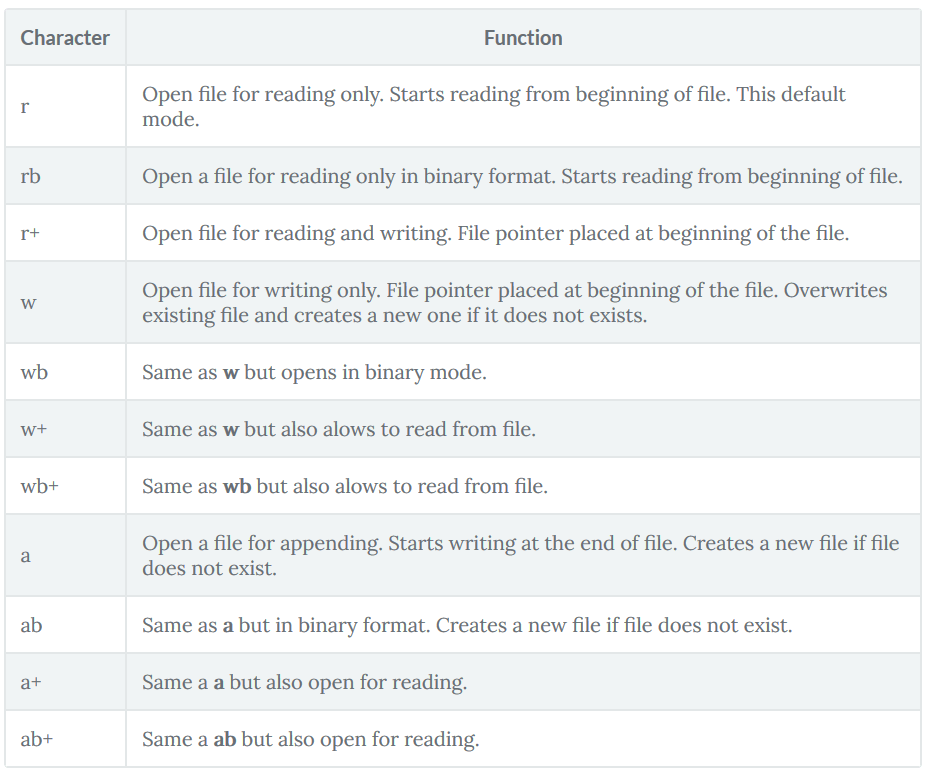 Character Function
r Open file for reading only. Starts reading from beginning of file. This default
mode.
rb Open a file for reading only in binary format. Starts reading from beginning of file.
r+ Open file for reading and writing. File pointer placed at beginning of the file.
w Open file for writing only. File pointer placed at beginning of the file. Overwrites
existing file and creates a new one if it does not exists.
wb Same as w but opens in binary mode.
w+ Same as w but also alows to read from file.
wb+ Same as wb but also alows to read from file.
a Open a file for appending. Starts writing at the end of file. Creates a new file if file
does not exist.
ab Same as a but in binary format. Creates a new file if file does not exist.
a+ Same a a but also open for reading.
ab+ Same a ab but also open for reading.